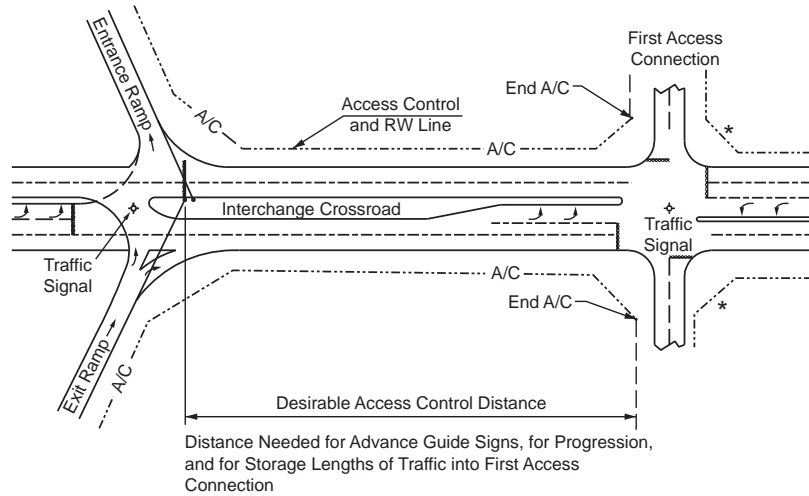 First Access
Connection
Entrance Ramp
A/C
Access Control
and RW Line
End A/C
A/C
*
Interchange Crossroad
Traffic
Signal
Traffic
Signal
A/C
End A/C
*
Exit Ramp
A/C
Desirable Access Control Distance
Distance Needed for Advance Guide Signs, for Progression,
and for Storage Lengths of Traffic into First Access
Connection